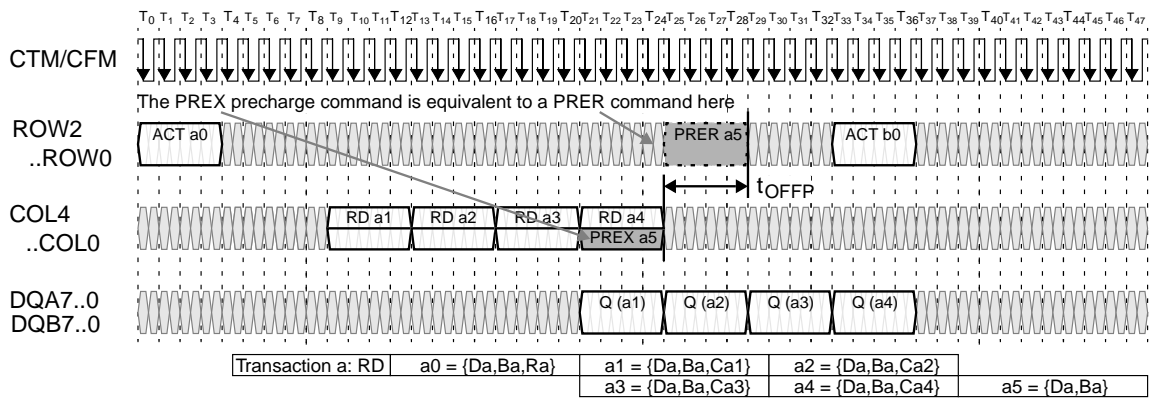 T0 T1 T2 T3 T4 T5 T6 T7 T8 T9 T10 T11 T12 T13 T14 T15 T16 T17 T18 T19 T20 T21 T22 T23 T24 T25 T26 T27 T28 T29 T30 T31 T32 T33 T34 T35 T36 T37 T38 T39 T40 T41 T42 T43 T44 T45 T46 T47
CTM/CFM
The PREX precharge command is equivalent to a PRER command here
ROW2
..ROW0
ACT a0 PRER a5 ACT b0
tOFFP
COL4
..COL0
RD a1 RD a2 RD a3 RD a4
PREX a5
DQA7..0
DQB7..0
Q (a1) Q (a2) Q (a3) Q (a4)
Transaction a: RD a0 = {Da,Ba,Ra} a1 = {Da,Ba,Ca1} a2 = {Da,Ba,Ca2}
a3 = {Da,Ba,Ca3} a4 = {Da,Ba,Ca4} a5 = {Da,Ba}